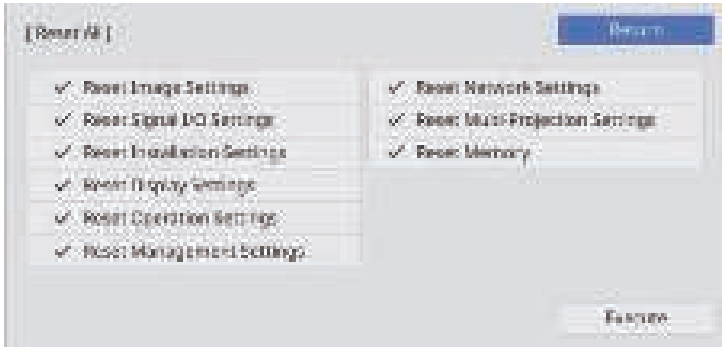 [ Reset All ]
Return
Reset Image Settings
Reset Signal I/O Settings
Reset Installation Settings
Reset Display Settings
Reset Operation Settings
Reset Management Settings
Reset Network Settings
Reset Multi-Projection Settings
Reset Memory
Execute